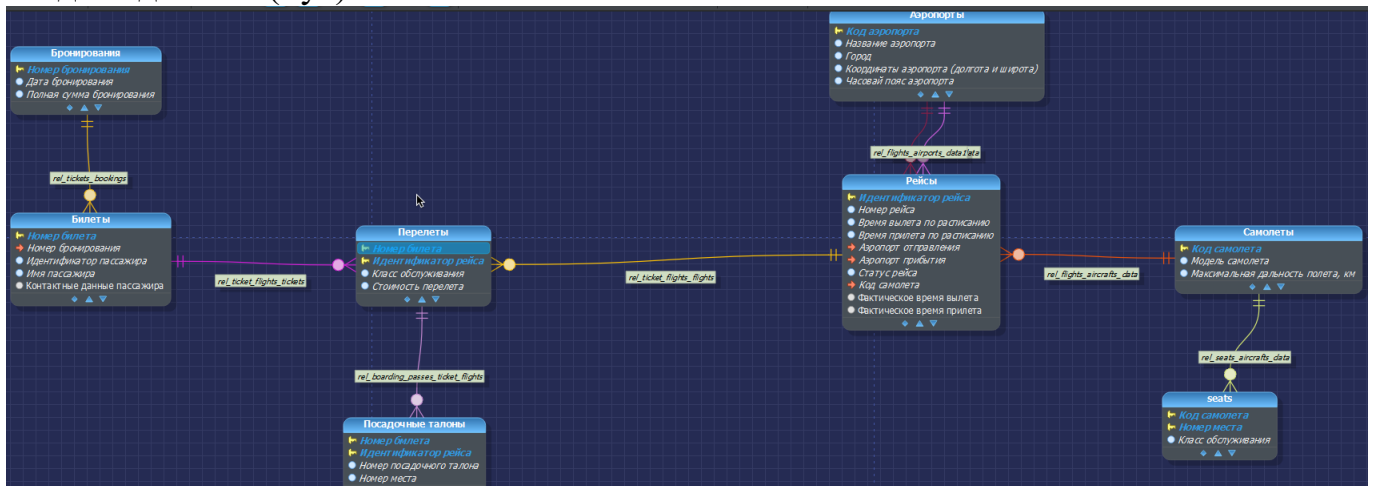 Аэропорты
Код аэропорта
Название аэропорта
Город
Координаты аэропорта (долгота и широта)
Часовай пояс аэропорта
Бронирования
Номер бронирования
Дата бронирования
Полная сумма бронирования
rel_tickets_bookings
rel_flights_airports_data1
Билеты
Номер билета
Номер бронирования
Идентификатор пассажира
Имя пассажира
Контактные данные пассажира
rel_ticket_flights_tickets
Перелеты
Номер билета
Идентификатор рейса
Класс обслуживания
Стоимость перелета
rel_ticket_flights_flights
Рейсы
Идентификатор рейса
Номер рейса
Время вылета по расписанию
Время прилета по расписанию
Аэропорт отправления
Аэропорт прибытия
Статус рейса
Код самолета
Фактическое время вылета
Фактическое время прилета
rel_flights_aircrafts_data
Самолеты
Код самолета
Модель самолета
Максимальная дальность полета, км
rel_seats_aircrafts_data
rel_boarding_passes_ticket_flights
seats
Код самолета
Номер места
Класс обслуживания
Посадочные талоны
Номер билета
Идентификатор рейса
Номер посадочного талона
Номер места